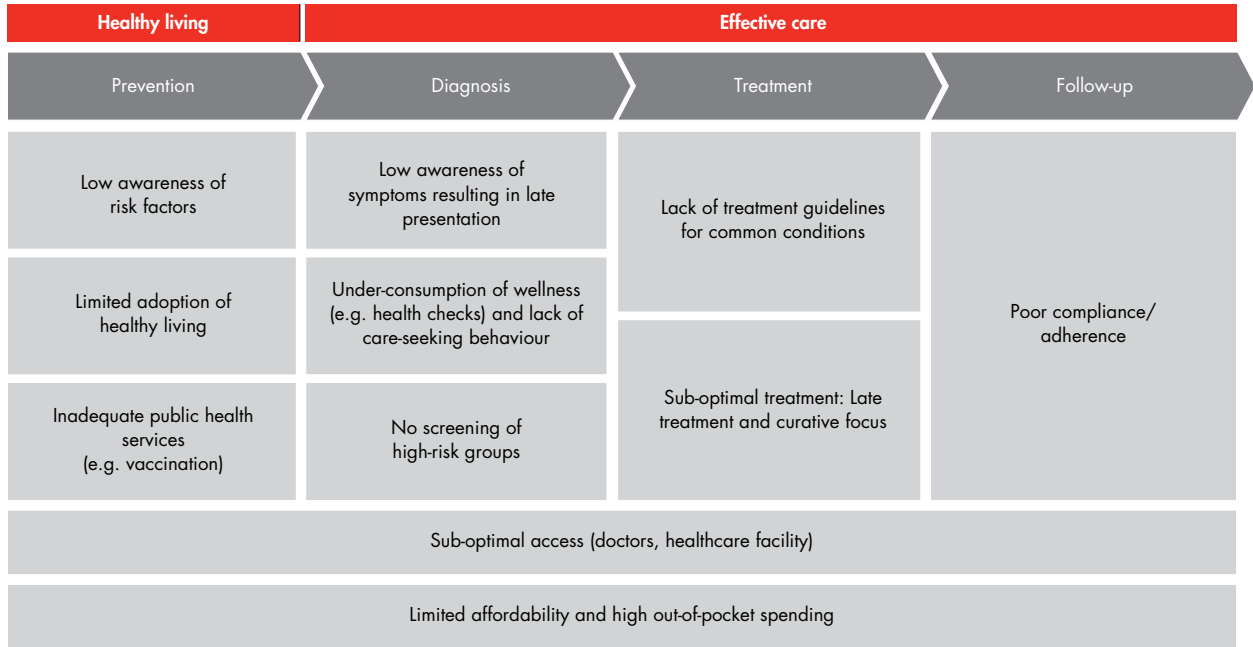 Healthy living
Effective care
Prevention
Diagnosis
Treatment
Follow-up
Low awareness of
risk factors
Limited adoption of
healthy living
Inadequate public health
services
(e.g. vaccination)
Low awareness of
symptoms resulting in late
presentation
Under-consumption of wellness
(e.g. health checks) and lack of
care-seeking behaviour
No screening of
high-risk groups
Lack of treatment guidelines
for common conditions
Sub-optimal treatment: Late
treatment and curative focus
Poor compliance/
adherence
Sub-optimal access (doctors, healthcare facility)
Limited affordability and high out-of-pocket spending